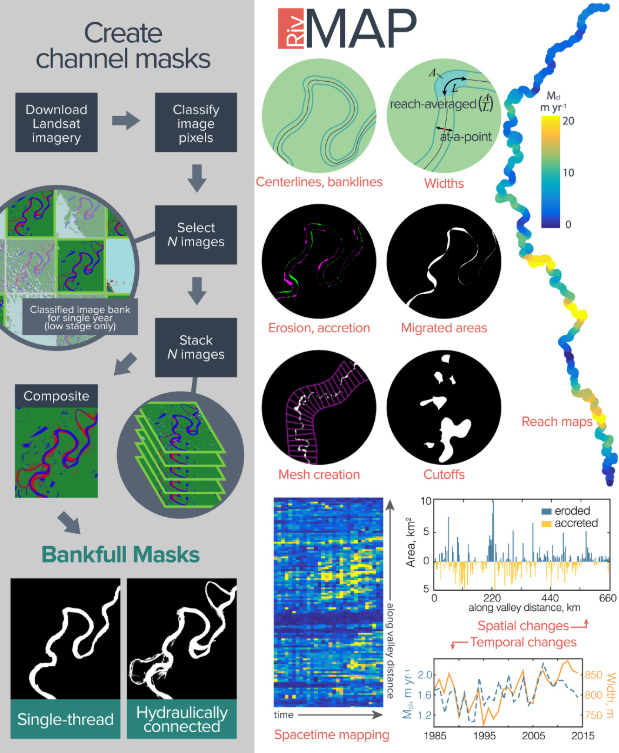 Create
channel masks
Download
Landsat
imagery
Classify
image
pixels
Select
N images
Classified image bank
for single year
(low stage only)
Stack
N images
Composite
Bankfull Masks
Single-thread
Hydraulically
connected
Riv MAP
Centerlines, banklines
A
L
reach-averaged (A/L)
at-a-point
Widths
Erosion, accretion
Migrated areas
Mesh creation
Cutoffs
Mcl
m yr-1
20
10
0
Reach maps
along valley distance
time
Spacetime mapping
10
5
0
5
Area, km²
eroded
accreted
0 220 440 660
along valley distance, km
Spatial changes
Temporal changes
2.0
1.6
1.2
Mcl, m yr-1
850
800
750
Width, m
1985 1995 2005 2015